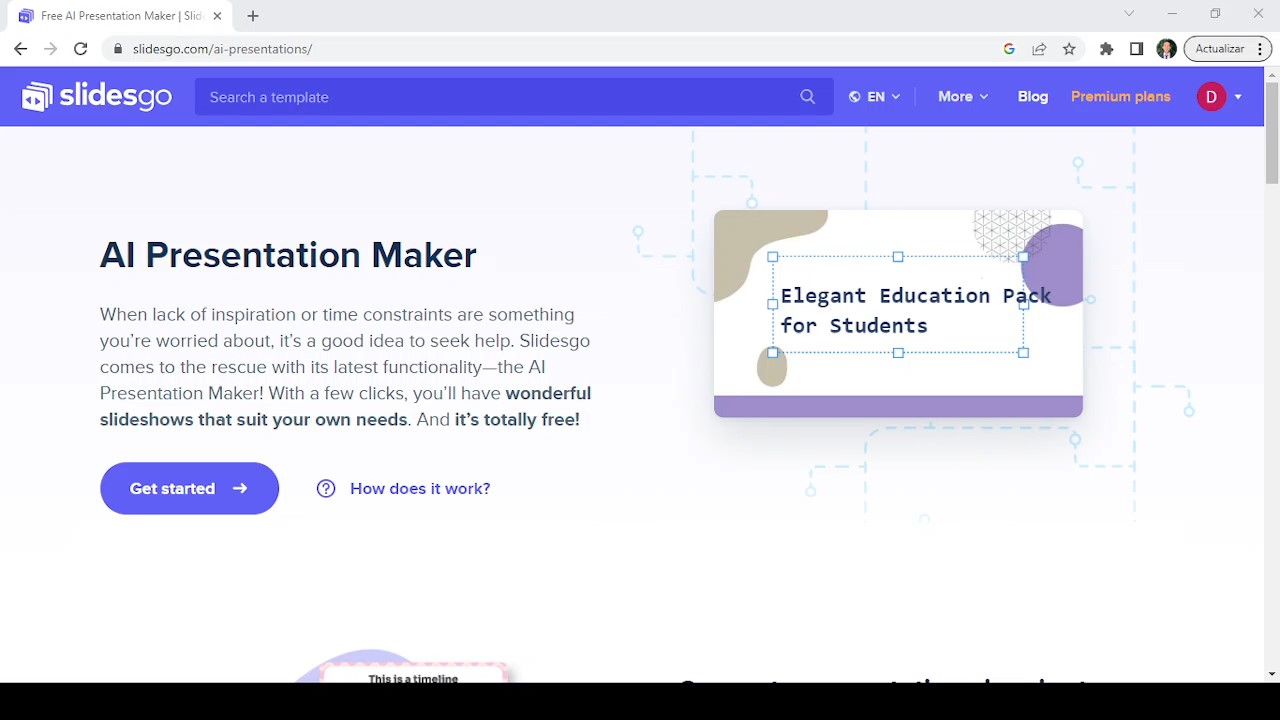 Free AI Presentation Maker | Slid
slidesgo.com/ai-presentations/
Actualizar
slidesgo
Search a template
EN
More
Blog
Premium plans
D
AI Presentation Maker
When lack of inspiration or time constraints are something
you're worried about, it's a good idea to seek help. Slidesgo
comes to the rescue with its latest functionality—the AI
Presentation Maker! With a few clicks, you'll have wonderful
slideshows that suit your own needs. And it's totally free!
Get started
How does it work?
Elegant Education Pack
for Students
This is a timeling